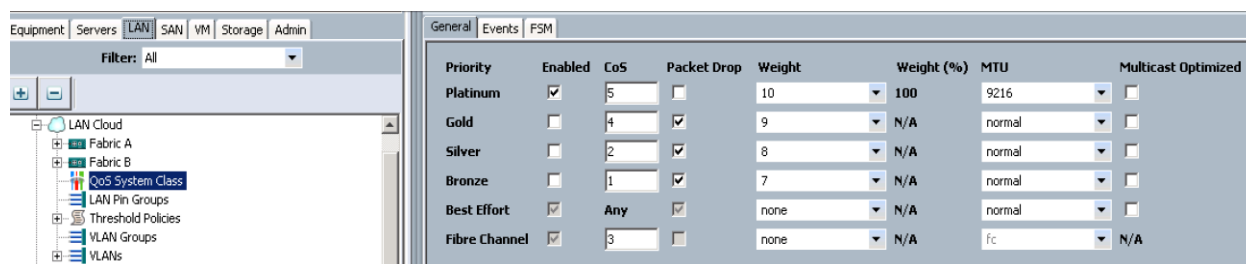 Equipment Servers LAN SAN VM Storage Admin
Filter: All
LAN Cloud
Fabric A
Fabric B
QoS System Class
LAN Pin Groups
Threshold Policies
VLAN Groups
VLANs
General Events FSM
Priority Enabled CoS Packet Drop Weight Weight (%) MTU Multicast Optimized
Platinum 5 10 100 9216
Gold 4 9 N/A normal
Silver 2 8 N/A normal
Bronze 1 7 N/A normal
Best Effort Any none N/A normal
Fibre Channel 3 none N/A fc N/A